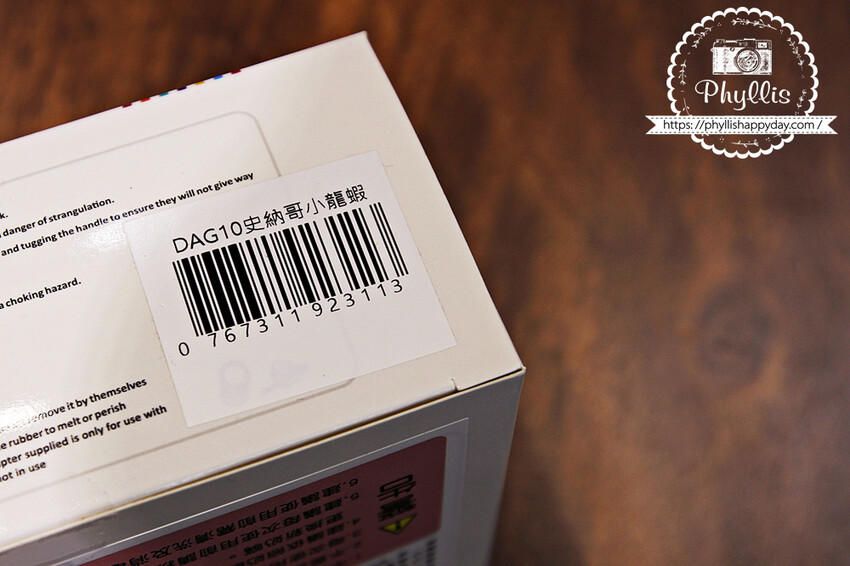 Phyllis
https://phyllishappyday.com/
k.
danger of strangulation.
and tugging the handle to ensure they will not give way
a choking hazard.
DAG10史納哥小龍蝦
0 767311 923113
remove it by themselves
e rubber to melt or perish
pter supplied is only for use with
not in use